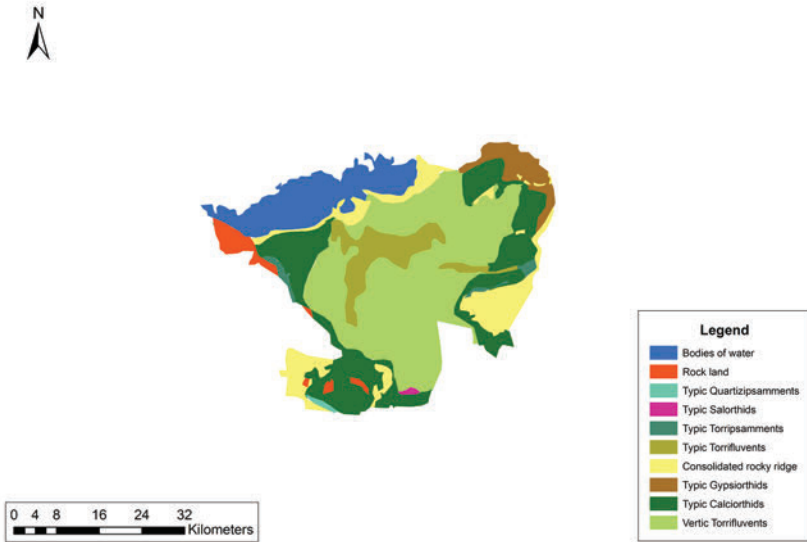 N
Legend
Bodies of water
Rock land
Typic Quartizipsamments
Typic Salorthids
Typic Torripsamments
Typic Torrifluvents
Consolidated rocky ridge
Typic Gypsiorthids
Typic Calciorthids
Vertic Torrifluvents
0 4 8 16 24 32
Kilometers